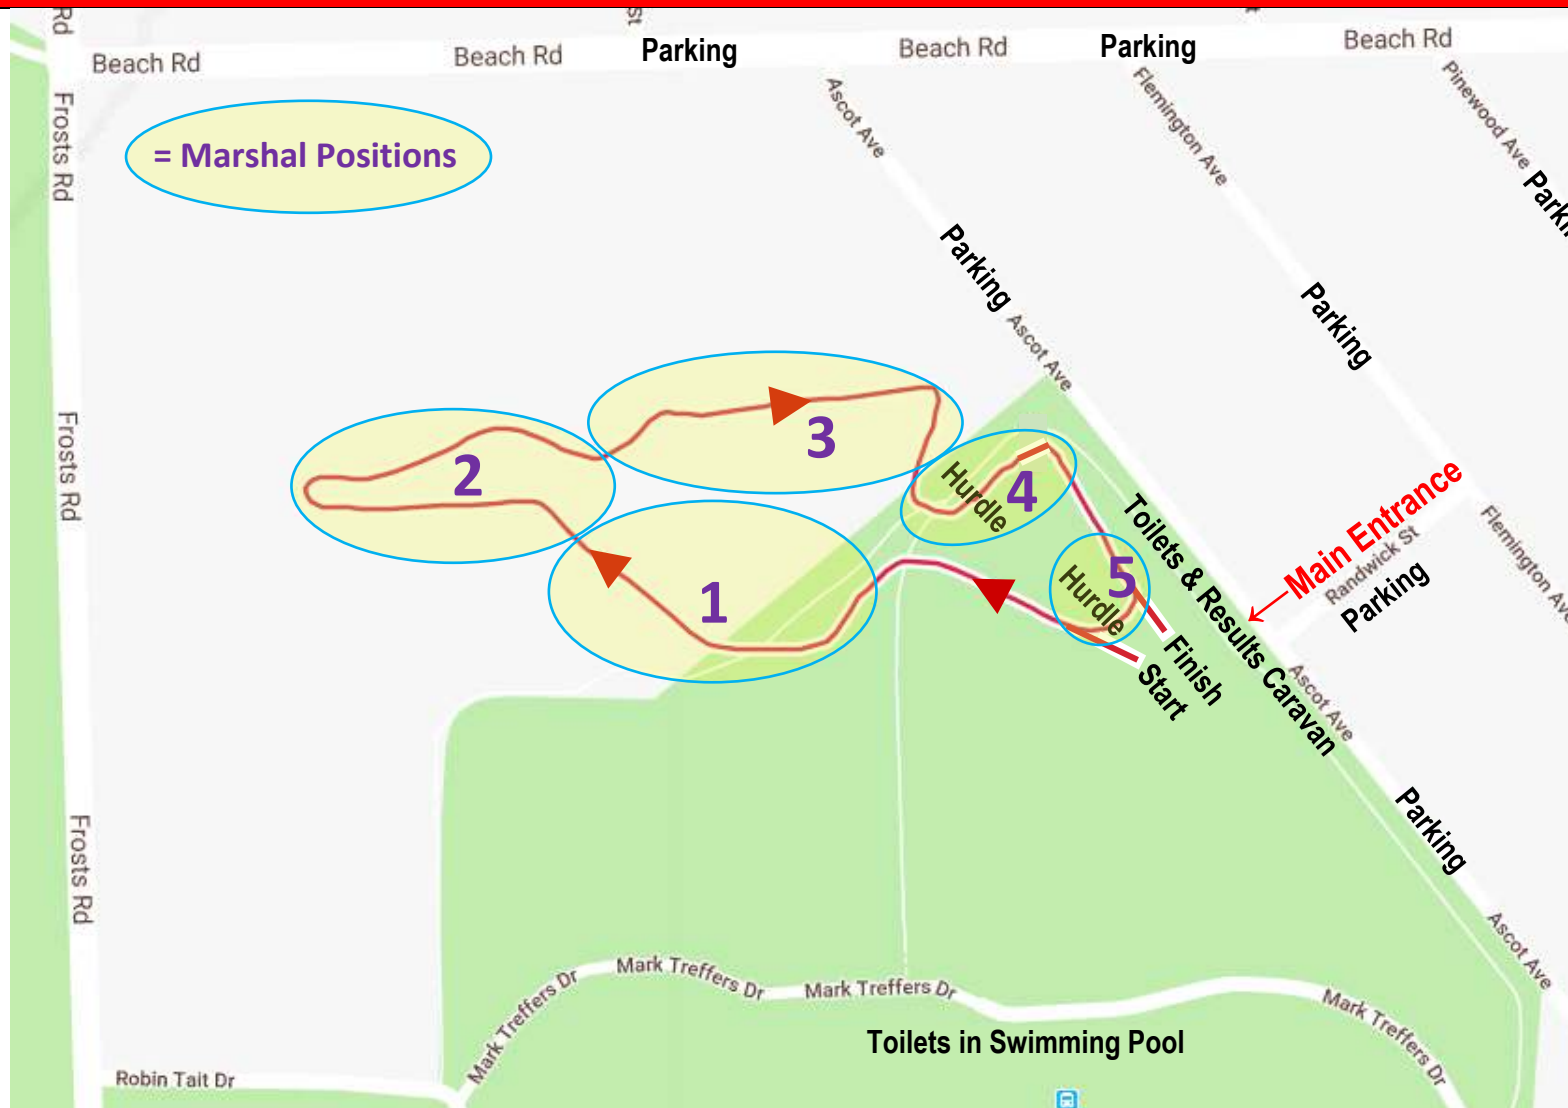 Rd
St
Beach Rd
Beach Rd
Parking
Beach Rd
Parking
Beach Rd
Frosts Rd
= Marshal Positions
Ascot Ave
Flemington Ave
Pinewood Ave
Parkin
Parking
Parking
Ascot Ave
Frosts Rd
3
2
Hurdle
4
1
Hurdle
5
Toilets & Results Caravan
Main Entrance
Randwick St
Parking
Flemington Ave
Finish
Start
Ascot Ave
Parking
Frosts Rd
Ascot Ave
Mark Treffers Dr
Mark Treffers Dr
Mark Treffers Dr
Mark Treffers Dr
Toilets in Swimming Pool
Robin Tait Dr